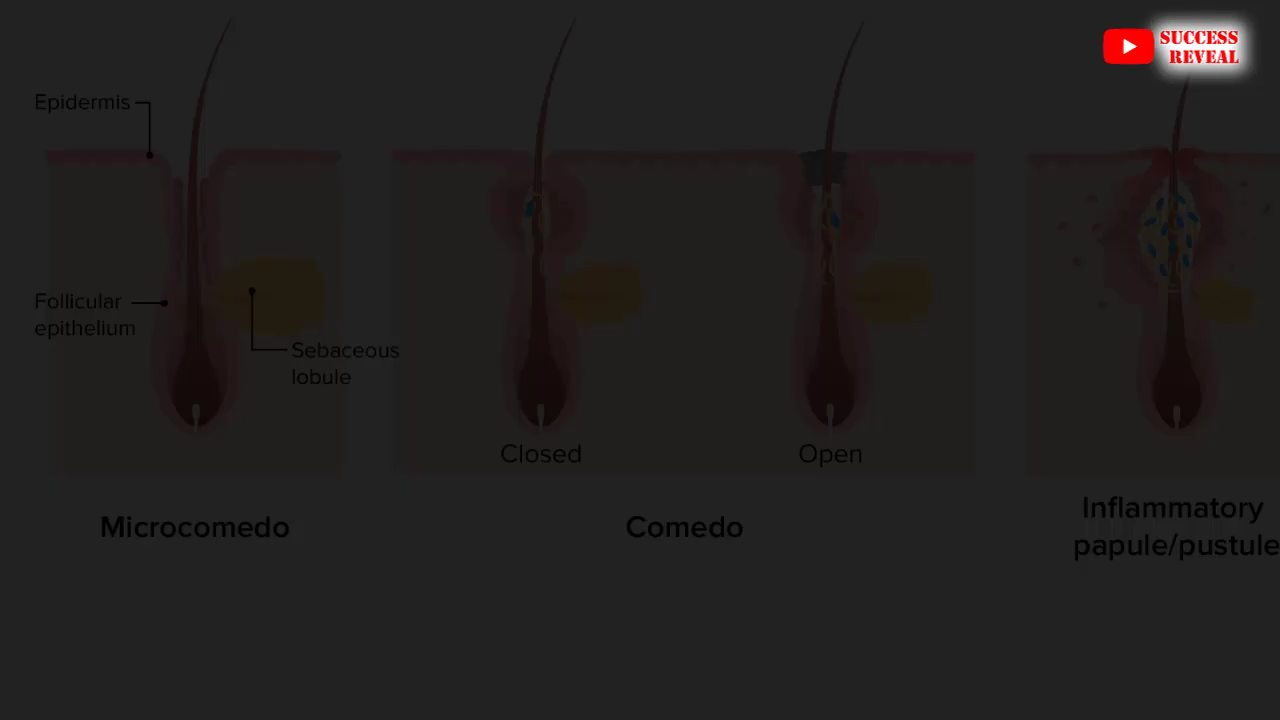 SUCCESS
REVEAL
Epidermis
Follicular
epithelium
Sebaceous
lobule
Closed
Open
Microcomedo
Comedo
Inflammatory
papule/pustule